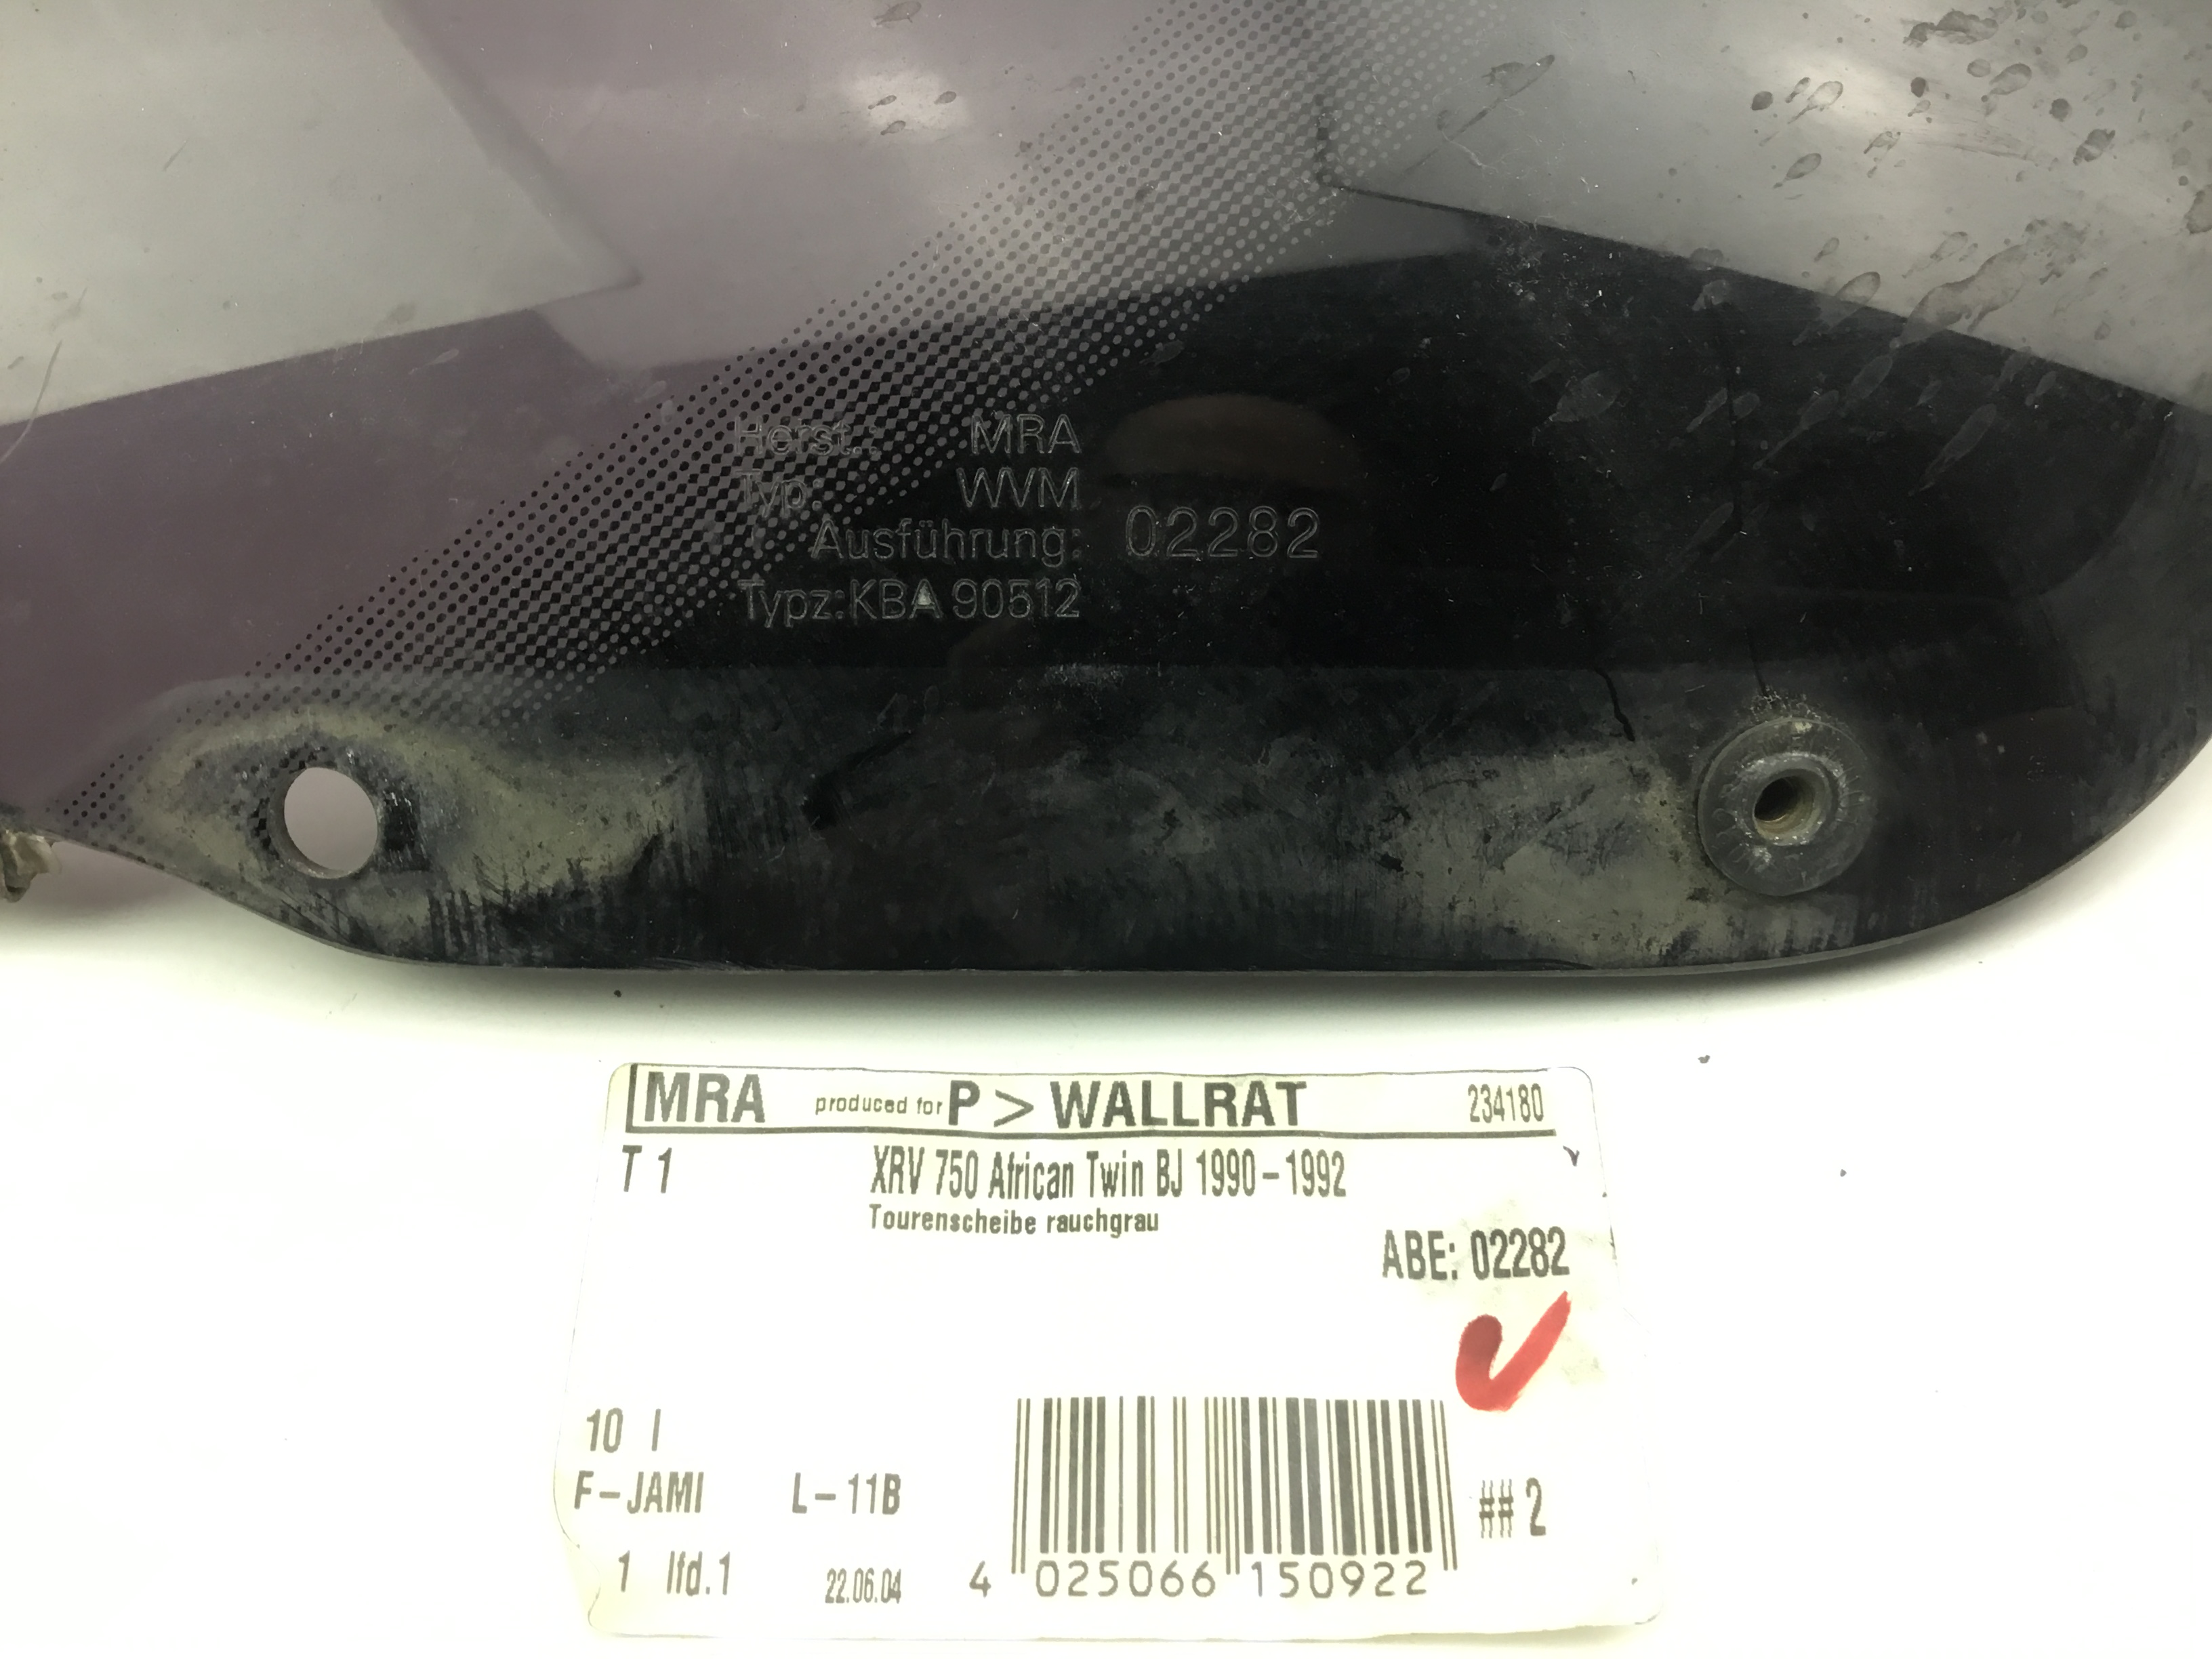 Herst.: MRA
Typ: WVM
Ausführung: 02282
Typz: KBA 90512
MRA produced for P > WALLRAT 234180
T 1 XRV 750 African Twin BJ 1990-1992
Tourenscheibe rauchgrau
ABE: 02282
10 I
F-JAMI L-11B ## 2
1 lfd.1 22.06.04 4 025066 150922